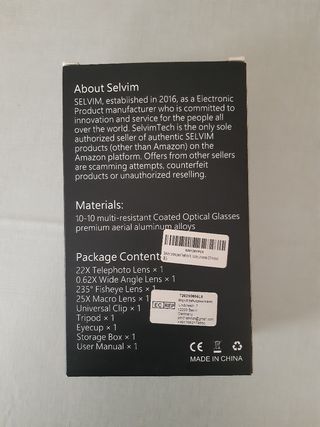 About Selvim
SELVIM, established in 2016, as a Electronic
Product manufacturer who is committed to
innovation and service for the people all
over the world. SelvimTech is the only sole
authorized seller of authentic SELVIM
products (other than Amazon) on the
Amazon platform. Offers from other sellers
are scamming attempts, counterfeit
products or unauthorized reselling.
Materials:
10-10 multi-resistant Coated Optical Glasses
premium aerial aluminum alloys
Package Content
22X Telephoto Lens × 1
0.62X Wide Angle Lens × 1
235° Fisheye Lens × 1
25X Macro Lens × 1
Universal Clip × 1
Tripod × 1
Eyecup × 1
Storage Box × 1
User Manual × 1
EC REP
Germany
CE
MADE IN CHINA